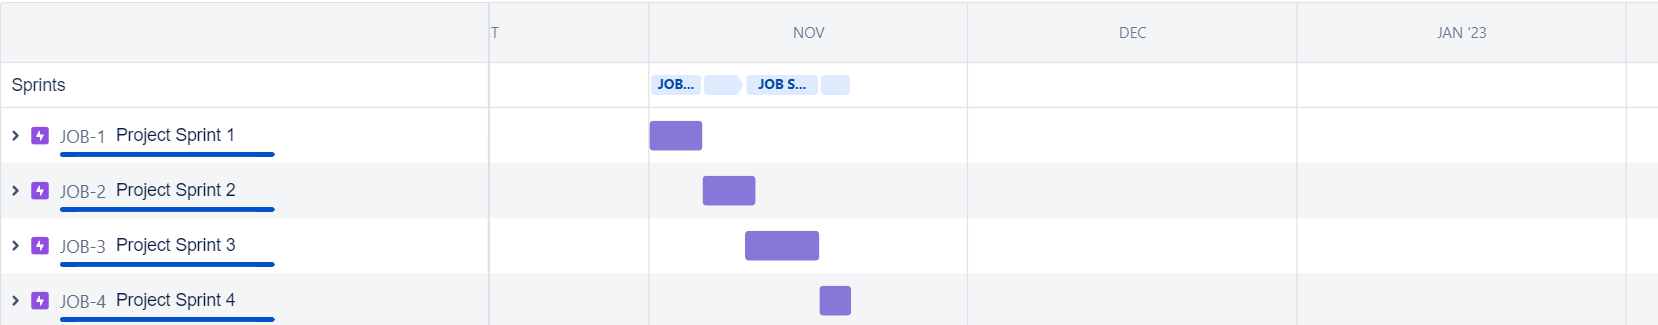 T NOV DEC JAN '23
Sprints JOB... JOB S...
JOB-1 Project Sprint 1
JOB-2 Project Sprint 2
JOB-3 Project Sprint 3
JOB-4 Project Sprint 4